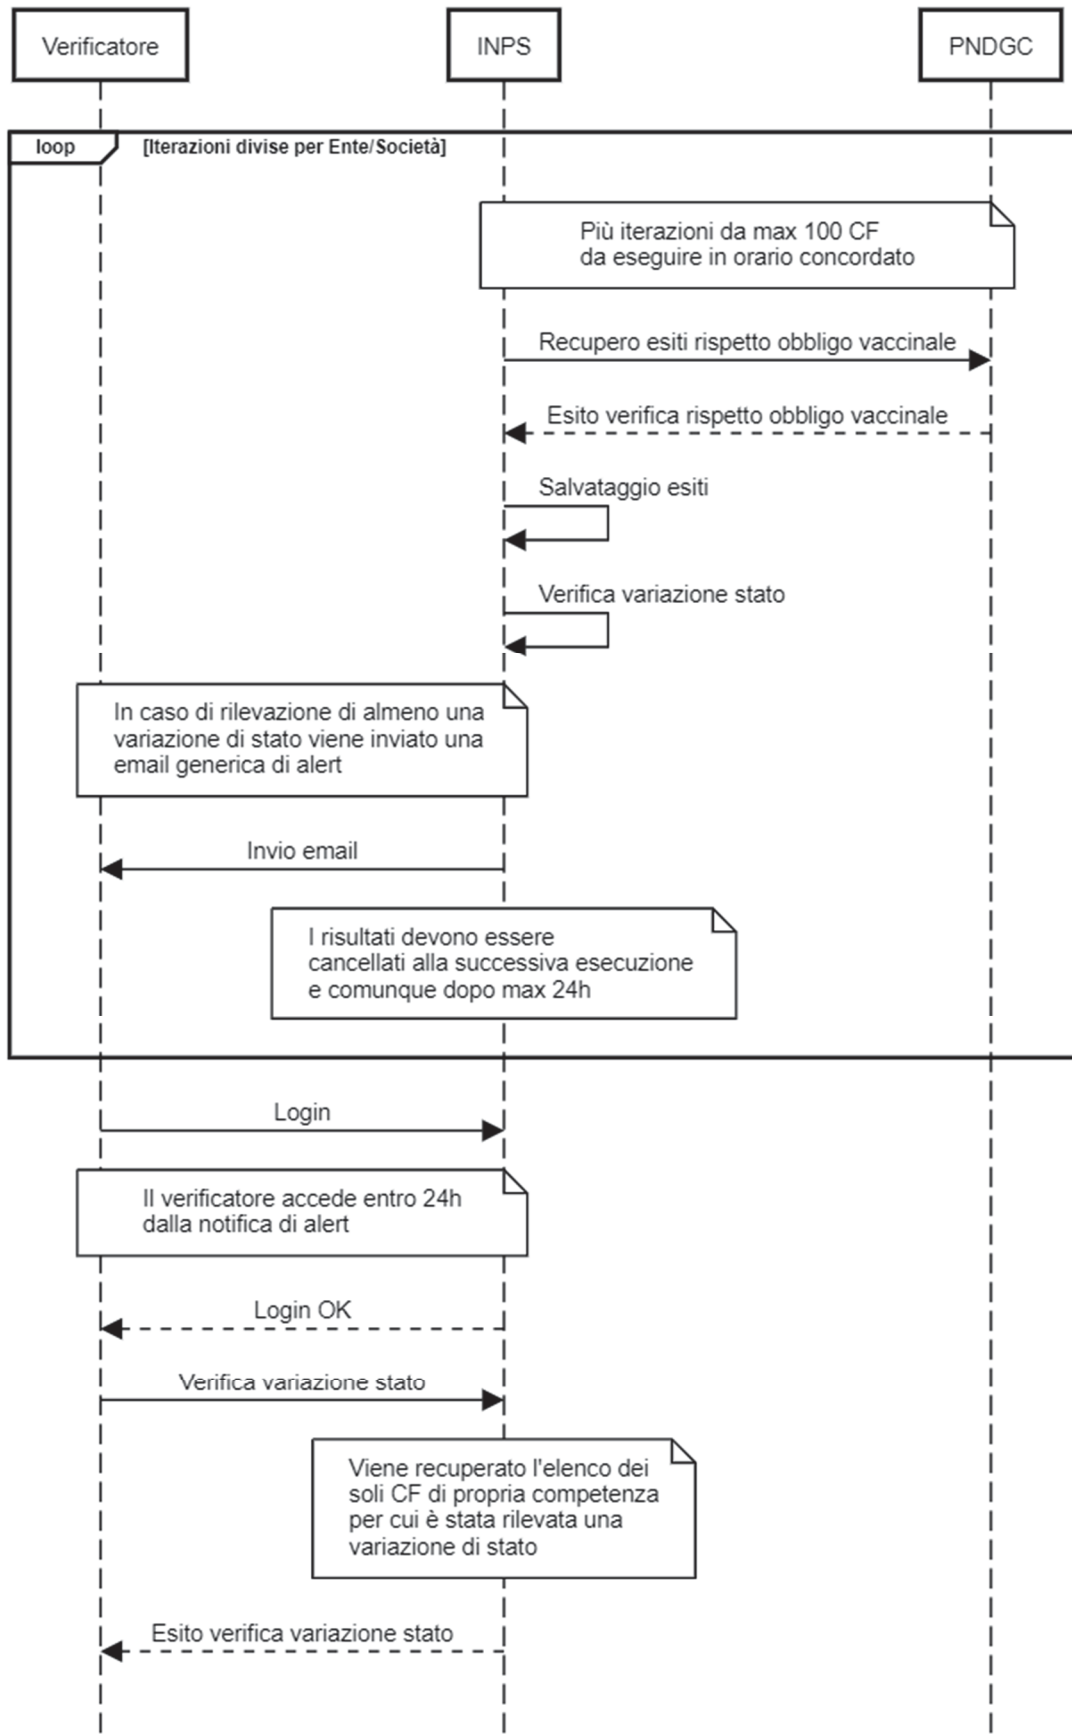 Verificatore
INPS
PNDGC
loop
[Iterazioni divise per Ente/Società]
Più iterazioni da max 100 CF
da eseguire in orario concordato
Recupero esiti rispetto obbligo vaccinale
Esito verifica rispetto obbligo vaccinale
Salvataggio esiti
Verifica variazione stato
In caso di rilevazione di almeno una
variazione di stato viene inviato una
email generica di alert
Invio email
I risultati devono essere
cancellati alla successiva esecuzione
e comunque dopo max 24h
Login
Il verificatore accede entro 24h
dalla notifica di alert
Login OK
Verifica variazione stato
Viene recuperato l'elenco dei
soli CF di propria competenza
per cui è stata rilevata una
variazione di stato
Esito verifica variazione stato